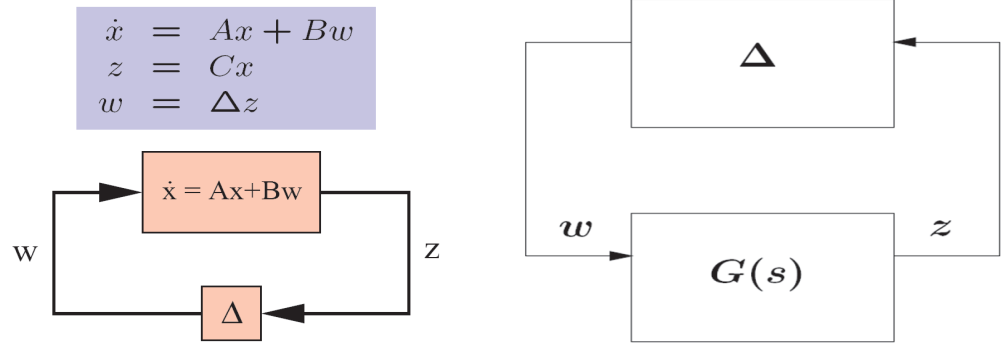 ẋ = Ax + Bw
z = Cx
w = Δz
ẋ = Ax+Bw
w
z
Δ
Δ
w
z
G(s)